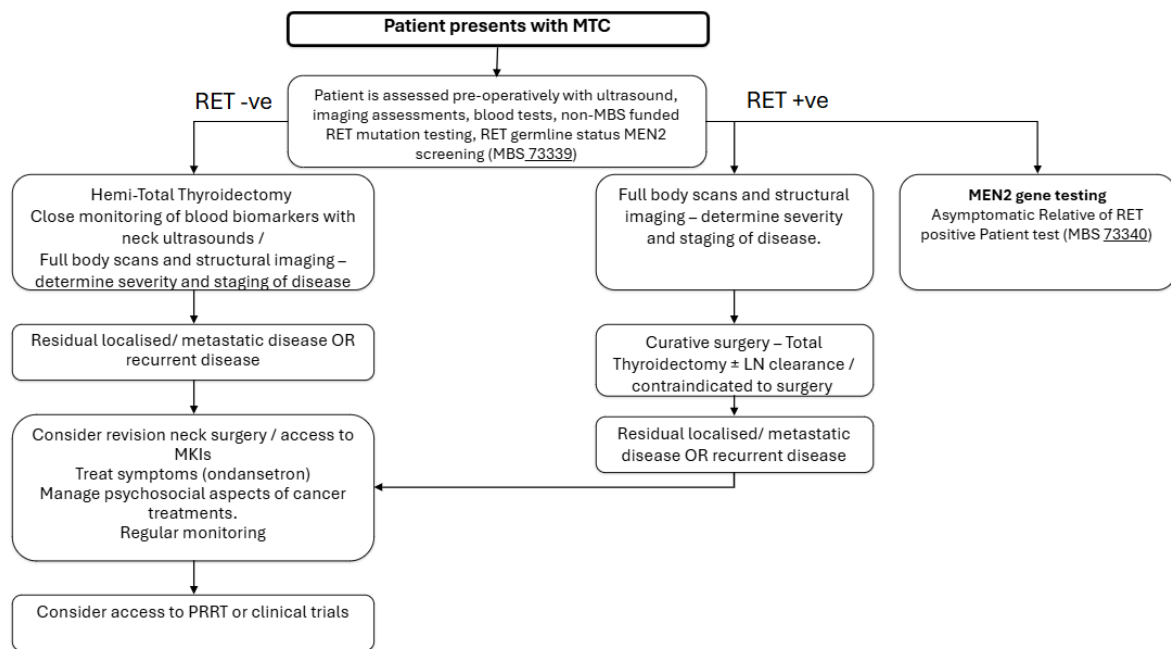 Patient presents with MTC
RET -ve
RET +ve
Patient is assessed pre-operatively with ultrasound,
imaging assessments, blood tests, non-MBS funded
RET mutation testing, RET germline status MEN2
screening (MBS 73339)
Hemi-Total Thyroidectomy
Close monitoring of blood biomarkers with
neck ultrasounds /
Full body scans and structural imaging –
determine severity and staging of disease
Full body scans and structural
imaging – determine severity
and staging of disease.
MEN2 gene testing
Asymptomatic Relative of RET
positive Patient test (MBS 73340)
Residual localised/ metastatic disease OR
recurrent disease
Curative surgery – Total
Thyroidectomy ± LN clearance /
contraindicated to surgery
Consider revision neck surgery / access to
MKIs
Treat symptoms (ondansetron)
Manage psychosocial aspects of cancer
treatments.
Regular monitoring
Residual localised/ metastatic
disease OR recurrent disease
Consider access to PRRT or clinical trials